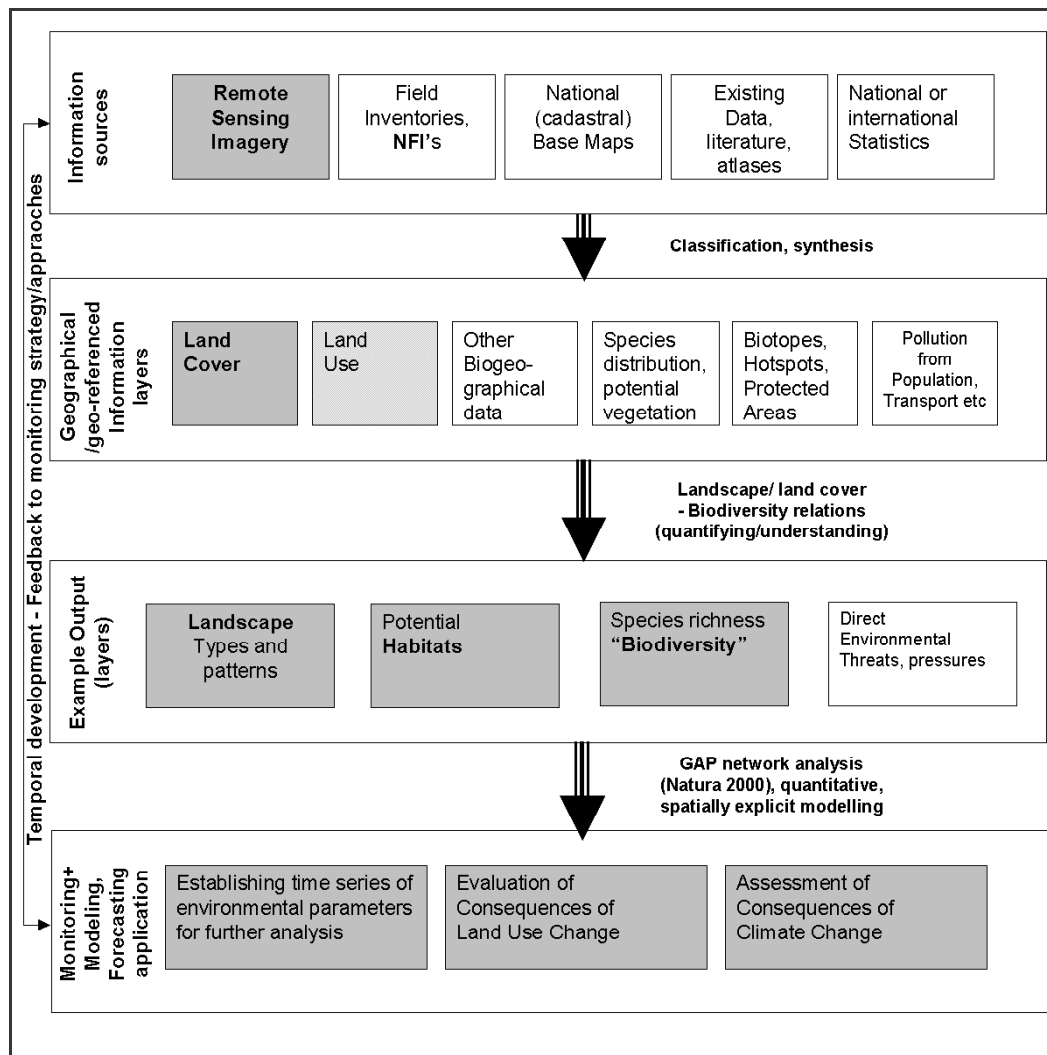 Temporal development - Feedback to monitoring strategy/appraoches
Information
sources
Remote
Sensing
Imagery
Field
Inventories,
NFI's
National
(cadastral)
Base Maps
Existing
Data,
literature,
atlases
National or
international
Statistics
Classification, synthesis
Geographical
/geo-referenced
Information
layers
Land
Cover
Land
Use
Other
Biogeo-
graphical
data
Species
distribution,
potential
vegetation
Biotopes,
Hotspots,
Protected
Areas
Pollution
from
Population,
Transport etc
Landscape/ land cover
- Biodiversity relations
(quantifying/understanding)
Example Output
(layers)
Landscape
Types and
patterns
Potential
Habitats
Species richness
“Biodiversity”
Direct
Environmental
Threats, pressures
GAP network analysis
(Natura 2000), quantitative,
spatially explicit modelling
Monitoring+
Modeling,
Forecasting
application
Establishing time series of
environmental parameters
for further analysis
Evaluation of
Consequences of
Land Use Change
Assessment of
Consequences of
Climate Change